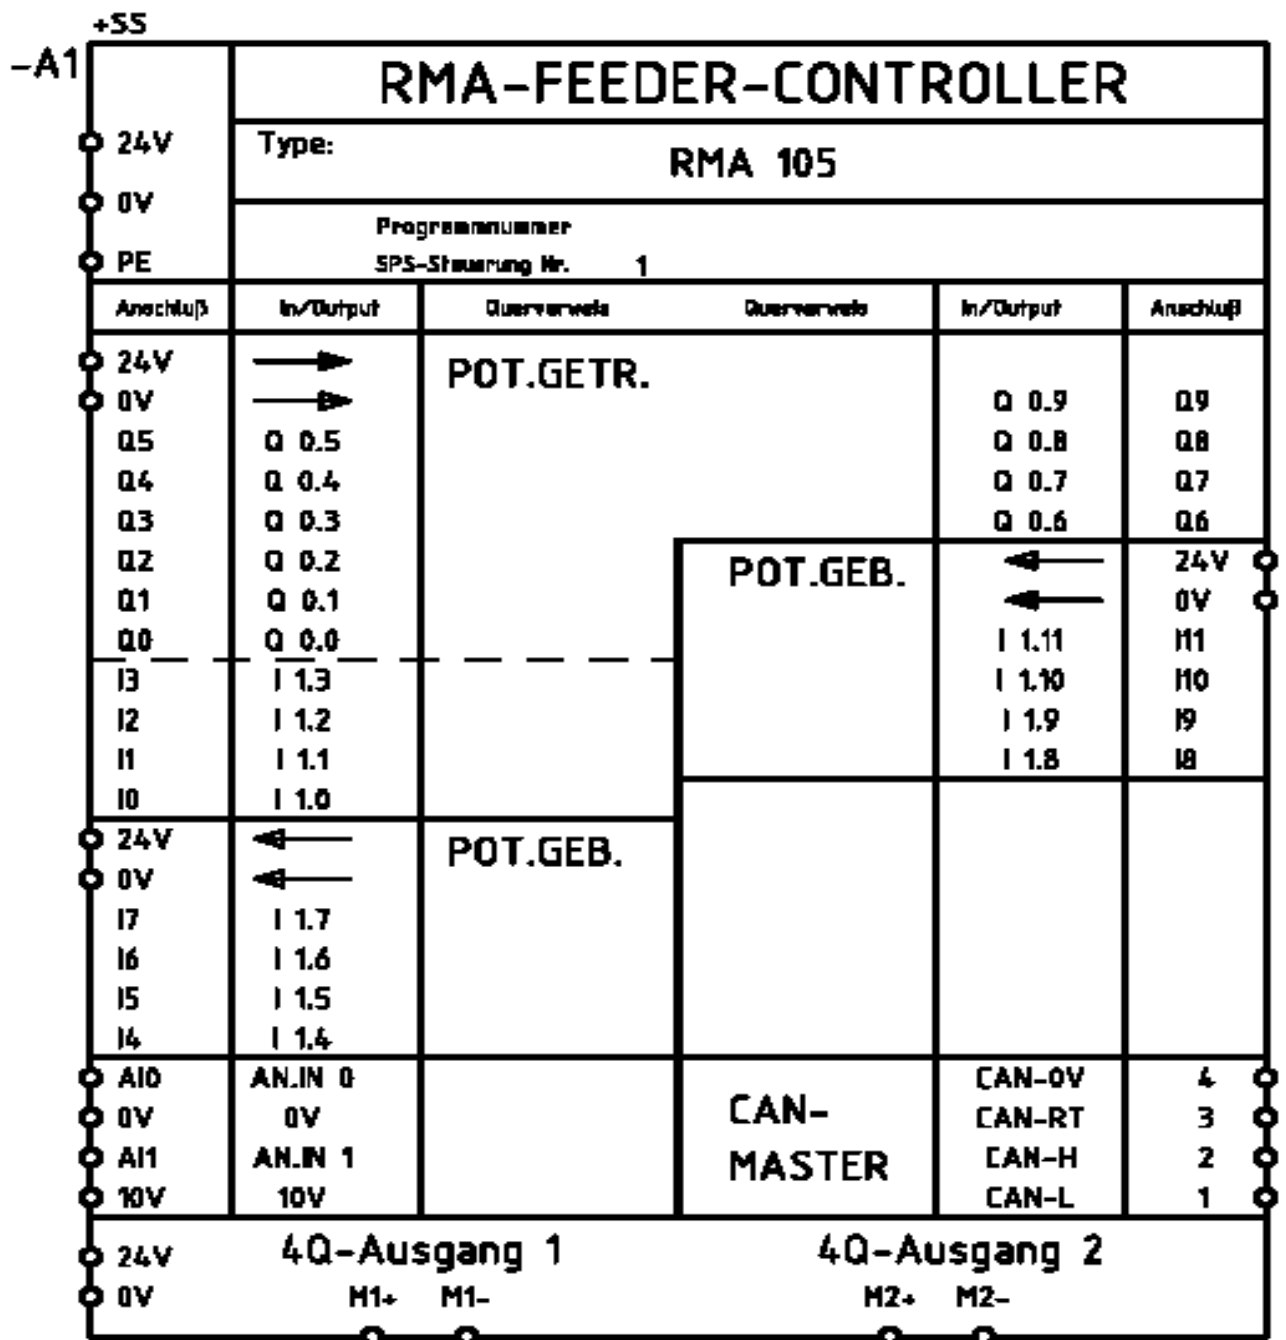 +SS
-A1
RMA-FEEDER-CONTROLLER
24V
Type:
RMA 105
0V
Programmnummer
PE
SPS-Steuerung Nr. 1
Anschluß In/Output Querverweis Querverweis In/Output Anschluß
24V POT.GETR.
0V Q 0.9 Q9
Q5 Q 0.5 Q 0.8 Q8
Q4 Q 0.4 Q 0.7 Q7
Q3 Q 0.3 Q 0.6 Q6
Q2 Q 0.2 POT.GEB. 24V
Q1 Q 0.1 0V
Q0 Q 0.0 I 1.11 I11
I3 I 1.3 I 1.10 I10
I2 I 1.2 I 1.9 I9
I1 I 1.1 I 1.8 I8
I0 I 1.0
24V POT.GEB.
0V
I7 I 1.7
I6 I 1.6
I5 I 1.5
I4 I 1.4
AI0 AN.IN 0 CAN-0V 4
0V 0V CAN- CAN-RT 3
AI1 AN.IN 1 MASTER CAN-H 2
10V 10V CAN-L 1
24V 4Q-Ausgang 1 4Q-Ausgang 2
0V M1+ M1- M2+ M2-